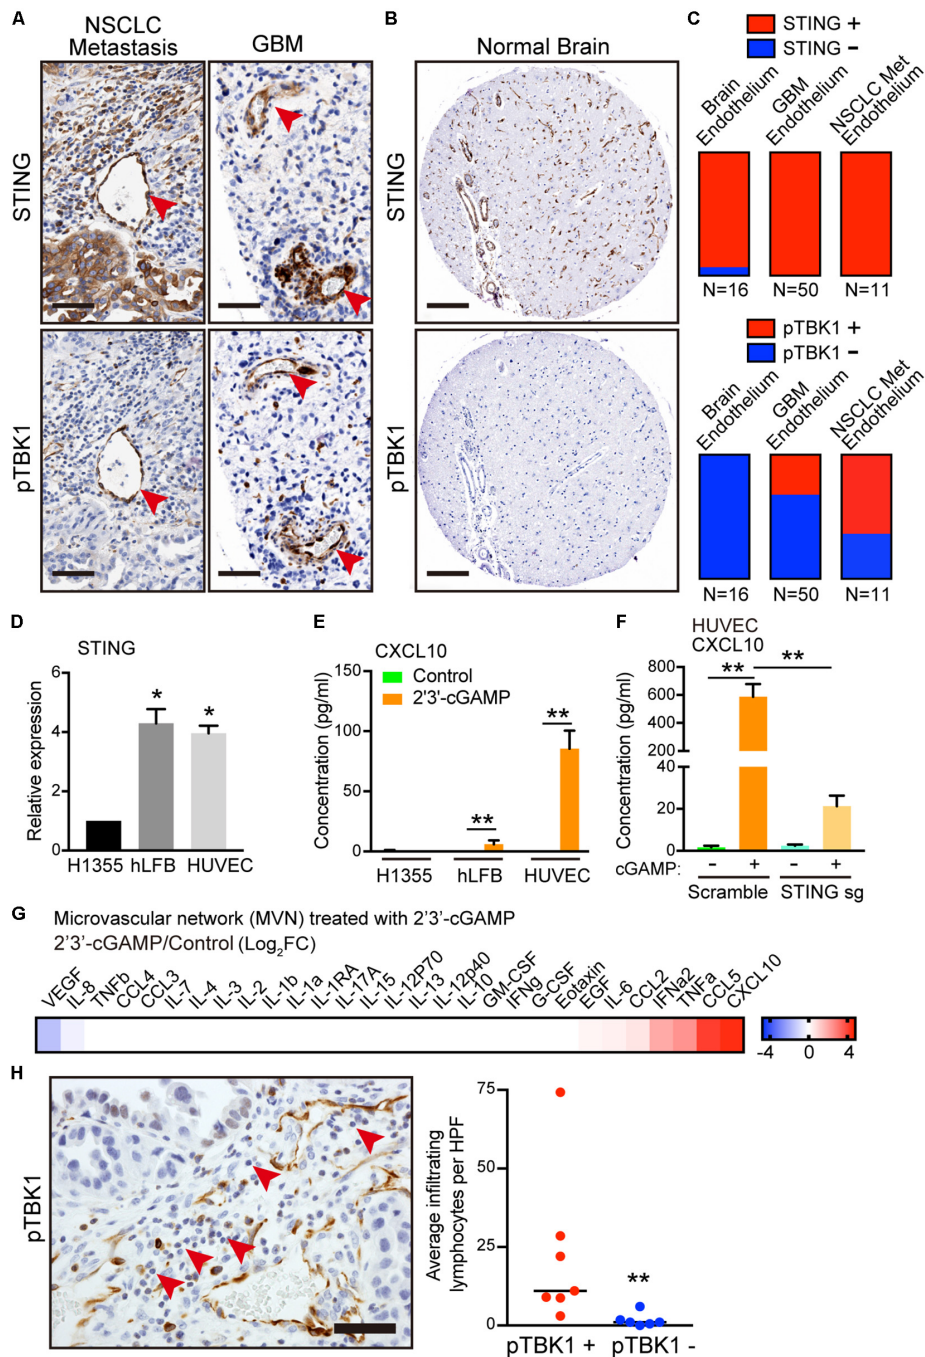 A
B
C
NSCLC
Metastasis
GBM
Normal Brain
STING +
STING −
Brain
Endothelium
GBM
Endothelium
NSCLC Met
Endothelium
STING
STING
N=16
N=50
N=11
pTBK1 +
pTBK1 −
Brain
Endothelium
GBM
Endothelium
NSCLC Met
Endothelium
pTBK1
pTBK1
N=16
N=50
N=11
D
STING
Relative expression
6
4
2
0
*
*
H1355
hLFB
HUVEC
E
CXCL10
Control
2'3'-cGAMP
Concentration (pg/ml)
150
100
50
0
**
**
H1355
hLFB
HUVEC
F
HUVEC
CXCL10
Concentration (pg/ml)
800
600
400
200
40
20
0
**
**
cGAMP: − + − +
Scramble
STING sg
G
Microvascular network (MVN) treated with 2'3'-cGAMP
2'3'-cGAMP/Control (Log2FC)
VEGF
IL-8
TNFb
CCL4
CCL3
IL-7
IL-4
IL-3
IL-2
IL-1b
IL-1a
IL-1RA
IL-17A
IL-15
IL-12P70
IL-13
IL-12p40
IL-10
GM-CSF
IFNg
G-CSF
Eotaxin
EGF
IL-6
CCL2
IFNa2
TNFa
CCL5
CXCL10
-4 0 4
H
pTBK1
Average infiltrating
lymphocytes per HPF
75
50
25
0
**
pTBK1 +
pTBK1 -